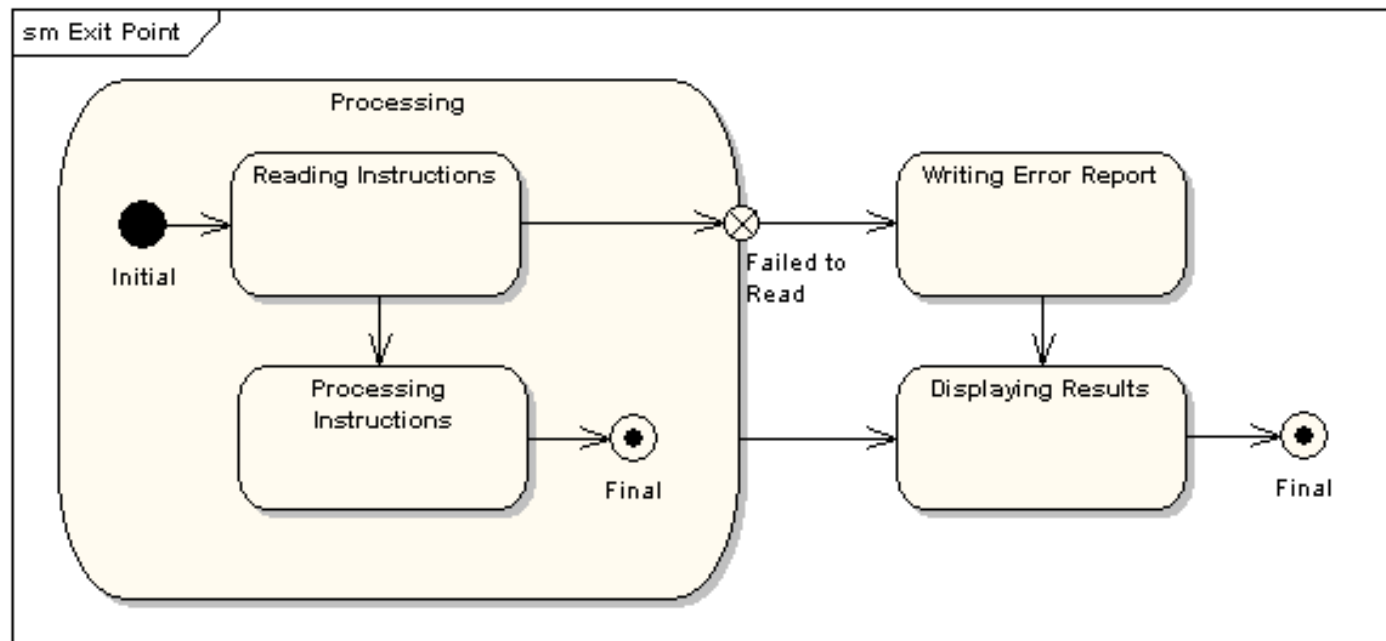 sm Exit Point
Processing
Reading Instructions
Writing Error Report
Initial
Failed to
Read
Processing
Instructions
Displaying Results
Final
Final